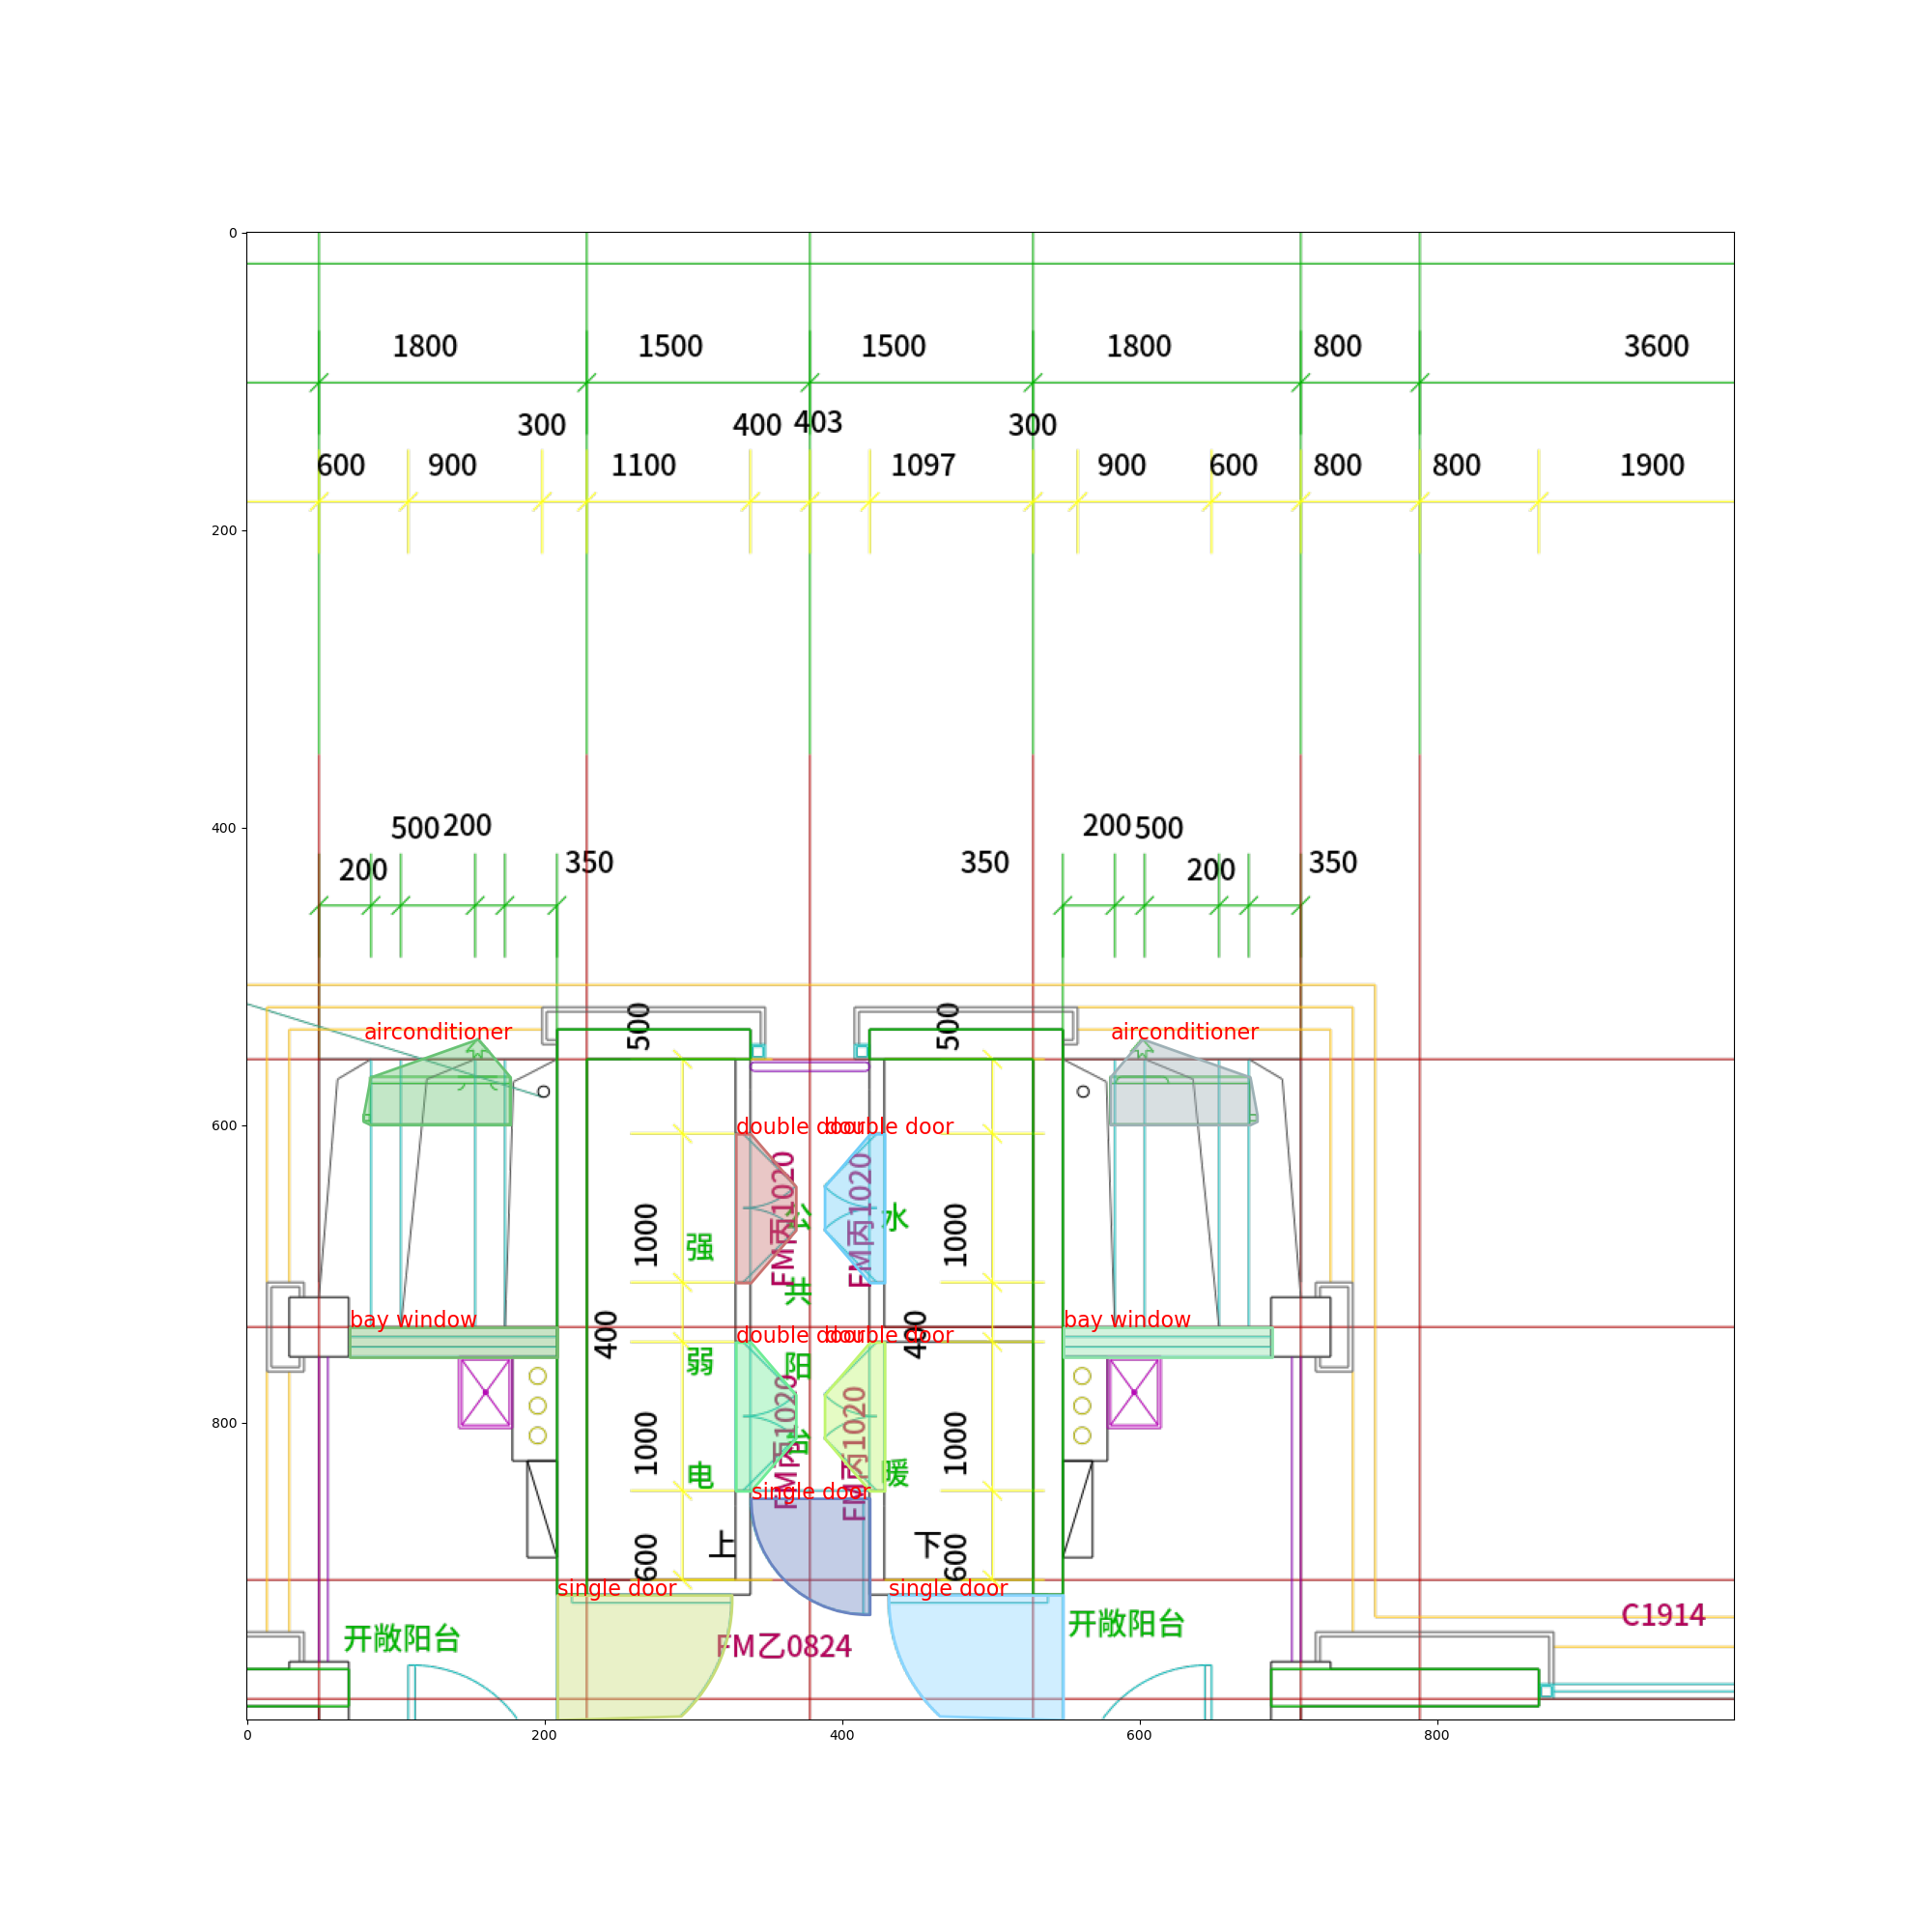 0
1800 1500 1500 1800 800 3600
300 400 403 300
600 900 1100 1097 900 600 800 800 1900
200
400
500 200 200 500
200 350 350 200 350
500 500
airconditioner airconditioner
600
double door double door
FM丙1020 FM丙1020
1000 1000
强 公 水
共
bay window bay window
400 400
double door double door
弱 阳
800
FM丙1020 FM丙1020
1000 1000
台
电 暖
single door
上 下
600 600
single door single door
开敞阳台 FM乙0824 开敞阳台 C1914
0 200 400 600 800